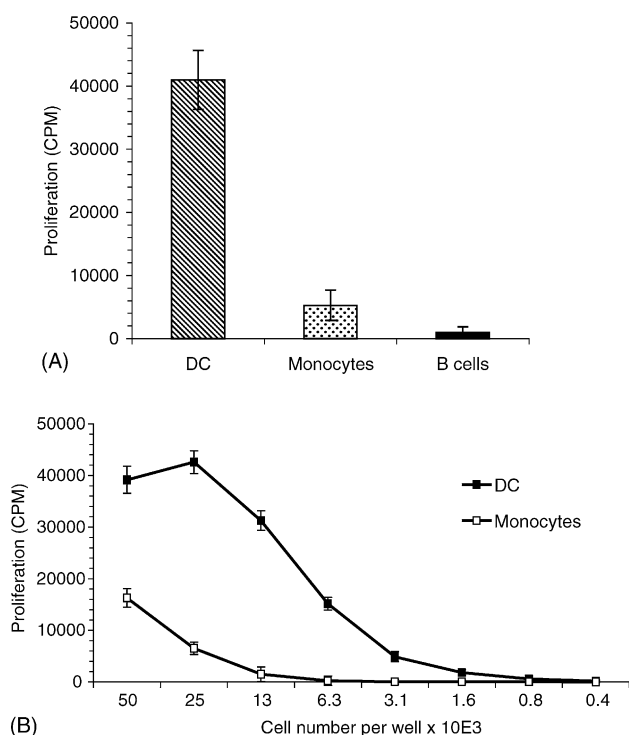 50000
40000
30000
20000
10000
0
Proliferation (CPM)
DC Monocytes B cells
(A)
50000
40000
30000
20000
10000
0
Proliferation (CPM)
DC
Monocytes
50 25 13 6.3 3.1 1.6 0.8 0.4
Cell number per well x 10E3
(B)